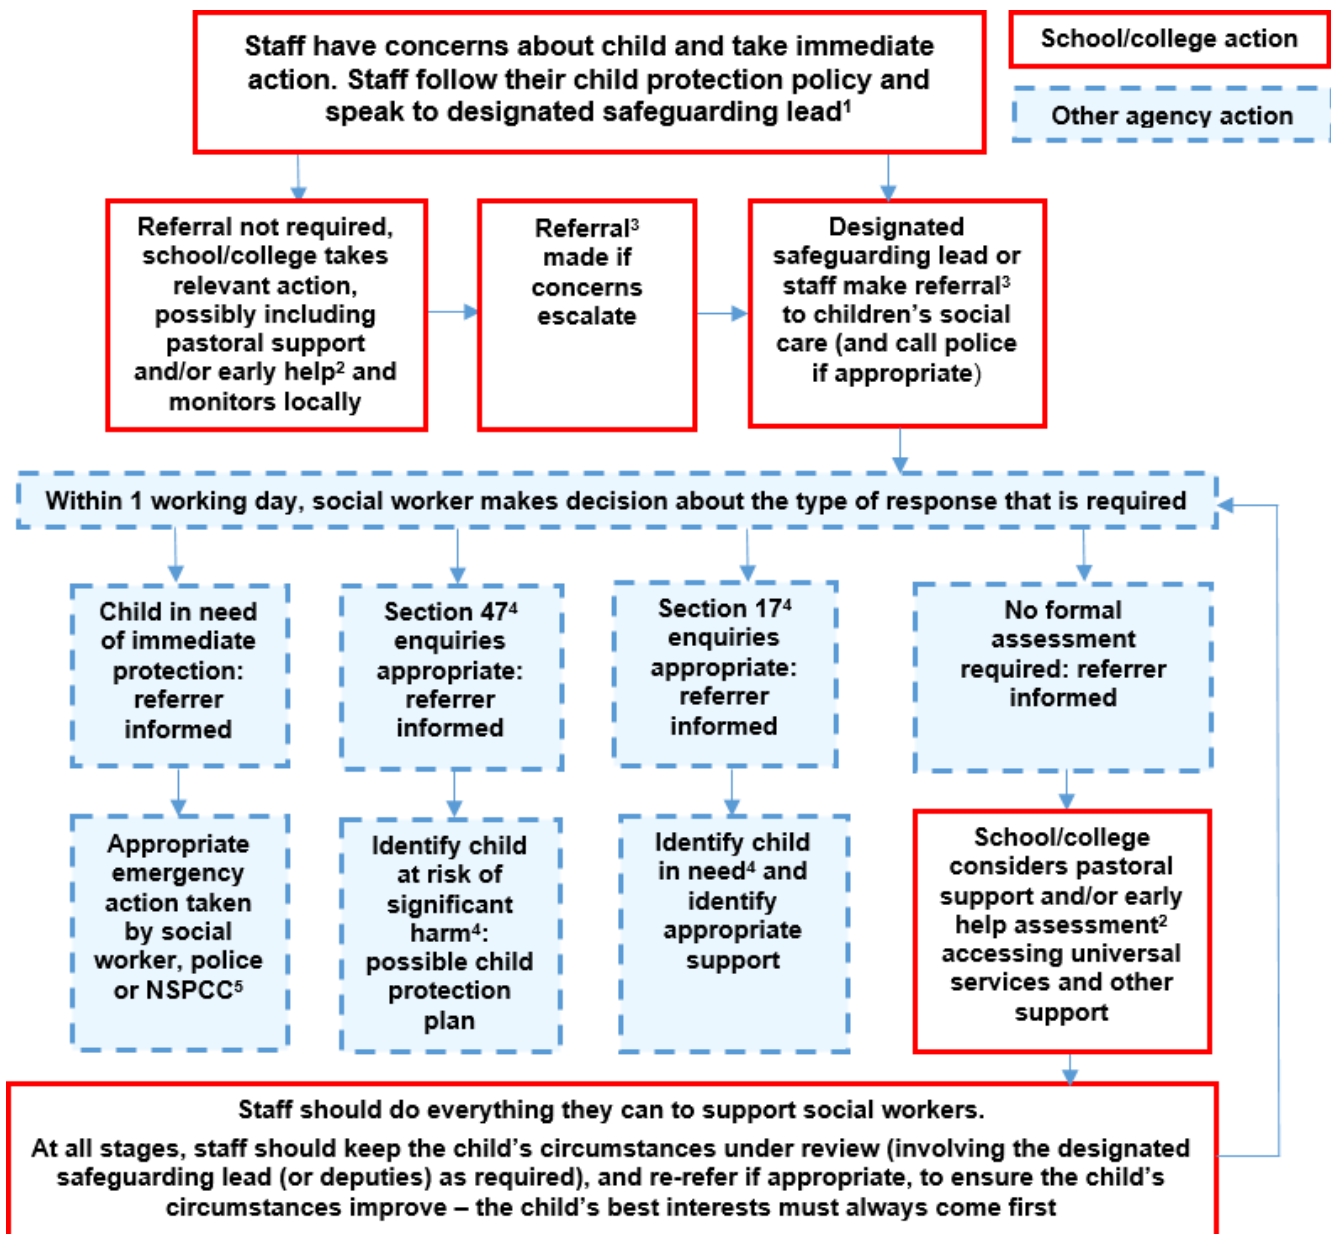 Staff have concerns about child and take immediate
action. Staff follow their child protection policy and
speak to designated safeguarding lead¹
School/college action
Other agency action
Referral not required,
school/college takes
relevant action,
possibly including
pastoral support
and/or early help² and
monitors locally
Referral³
made if
concerns
escalate
Designated
safeguarding lead or
staff make referral³
to children’s social
care (and call police
if appropriate)
Within 1 working day, social worker makes decision about the type of response that is required
Child in need
of immediate
protection:
referrer
informed
Section 47⁴
enquiries
appropriate:
referrer
informed
Section 17⁴
enquiries
appropriate:
referrer
informed
No formal
assessment
required: referrer
informed
Appropriate
emergency
action taken
by social
worker, police
or NSPCC⁵
Identify child
at risk of
significant
harm⁴:
possible child
protection
plan
Identify child
in need⁴ and
identify
appropriate
support
School/college
considers pastoral
support and/or early
help assessment²
accessing universal
services and other
support
Staff should do everything they can to support social workers.
At all stages, staff should keep the child’s circumstances under review (involving the designated
safeguarding lead (or deputies) as required), and re-refer if appropriate, to ensure the child’s
circumstances improve – the child’s best interests must always come first